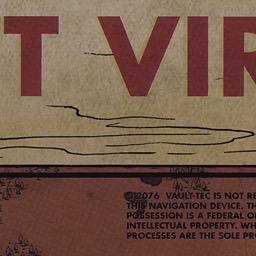 T VIR
©2076 VAULT-TEC IS NOT RE
THIS NAVIGATION DEVICE. TH
POSSESSION IS A FEDERAL O
INTELLECTUAL PROPERTY. WH
PROCESSES ARE THE SOLE PR